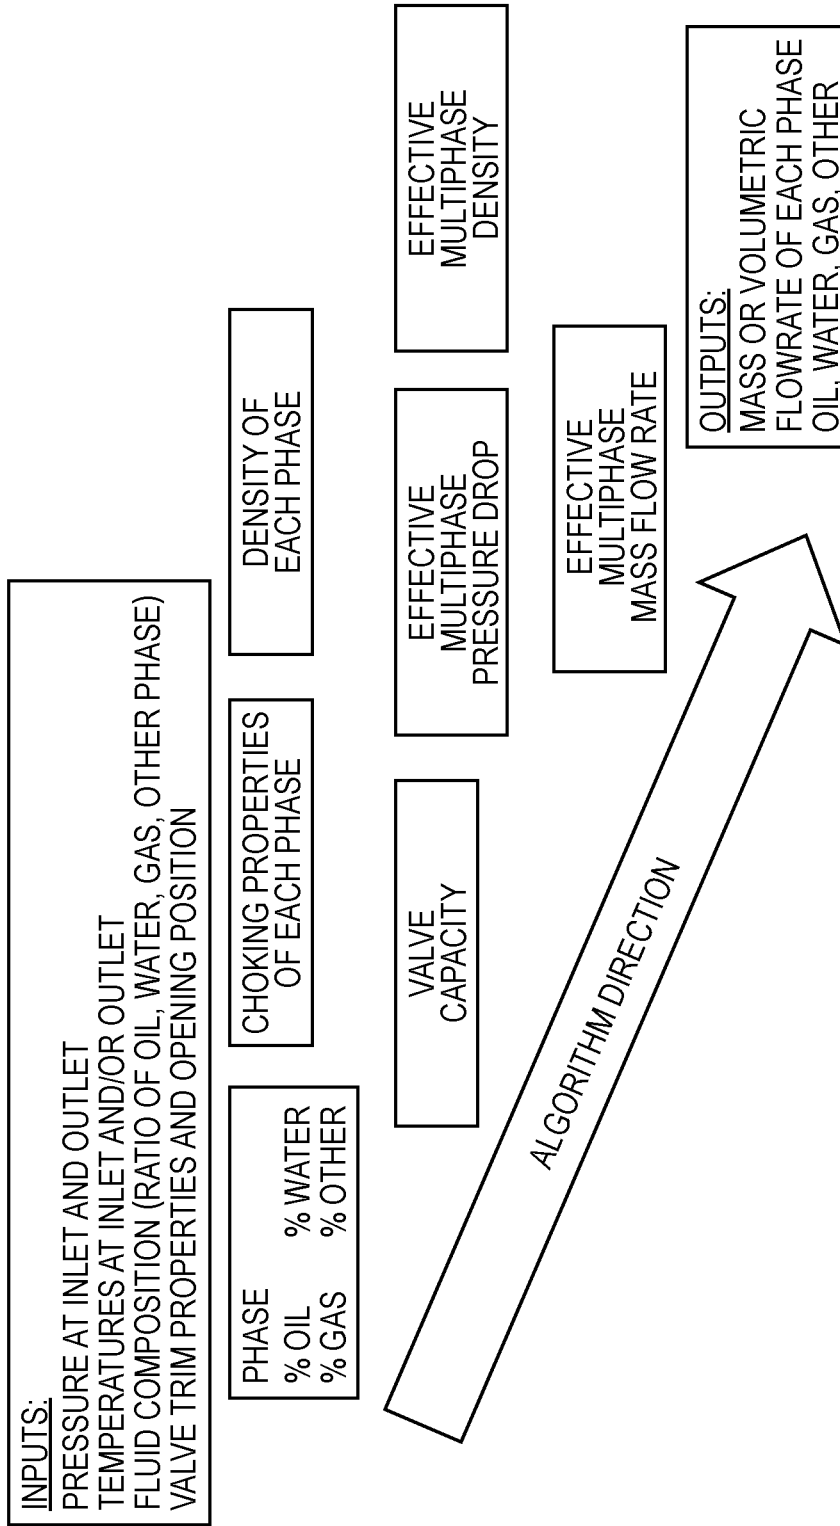 INPUTS:
PRESSURE AT INLET AND OUTLET
TEMPERATURES AT INLET AND/OR OUTLET
FLUID COMPOSITION (RATIO OF OIL, WATER, GAS, OTHER PHASE)
VALVE TRIM PROPERTIES AND OPENING POSITION
PHASE
% OIL % WATER
% GAS % OTHER
CHOKING PROPERTIES
OF EACH PHASE
DENSITY OF
EACH PHASE
VALVE
CAPACITY
EFFECTIVE
MULTIPHASE
PRESSURE DROP
EFFECTIVE
MULTIPHASE
DENSITY
EFFECTIVE
MULTIPHASE
MASS FLOW RATE
ALGORITHM DIRECTION
OUTPUTS:
MASS OR VOLUMETRIC
FLOWRATE OF EACH PHASE
OIL, WATER, GAS, OTHER